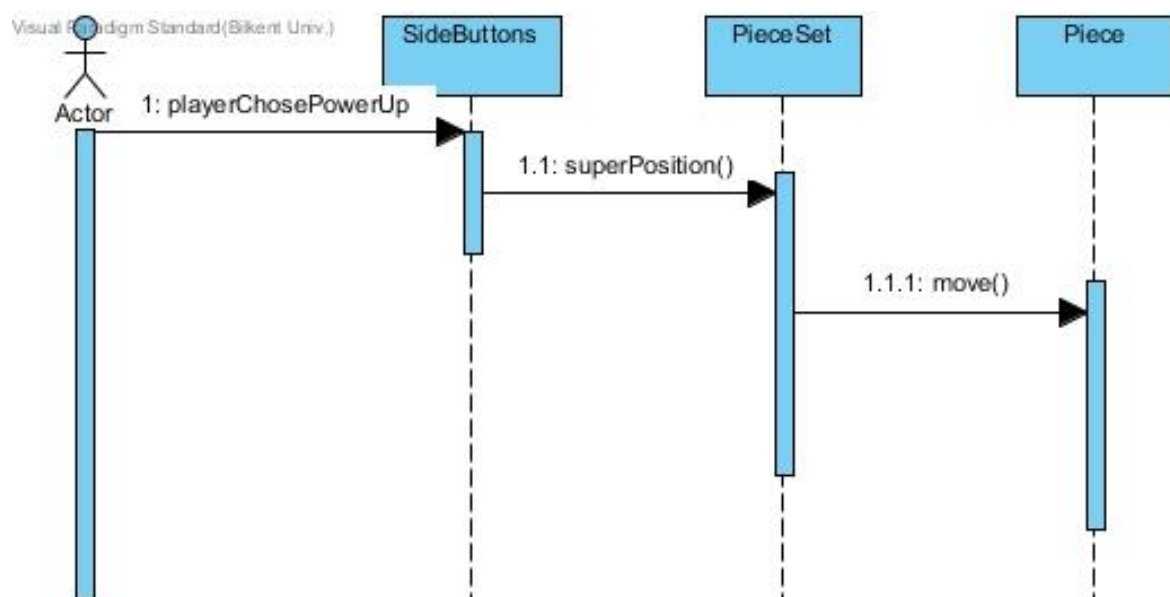 Visual Paradigm Standard(Bilkent Univ.)
SideButtons
PieceSet
Piece
Actor
1: playerChosePowerUp
1.1: superPosition()
1.1.1: move()